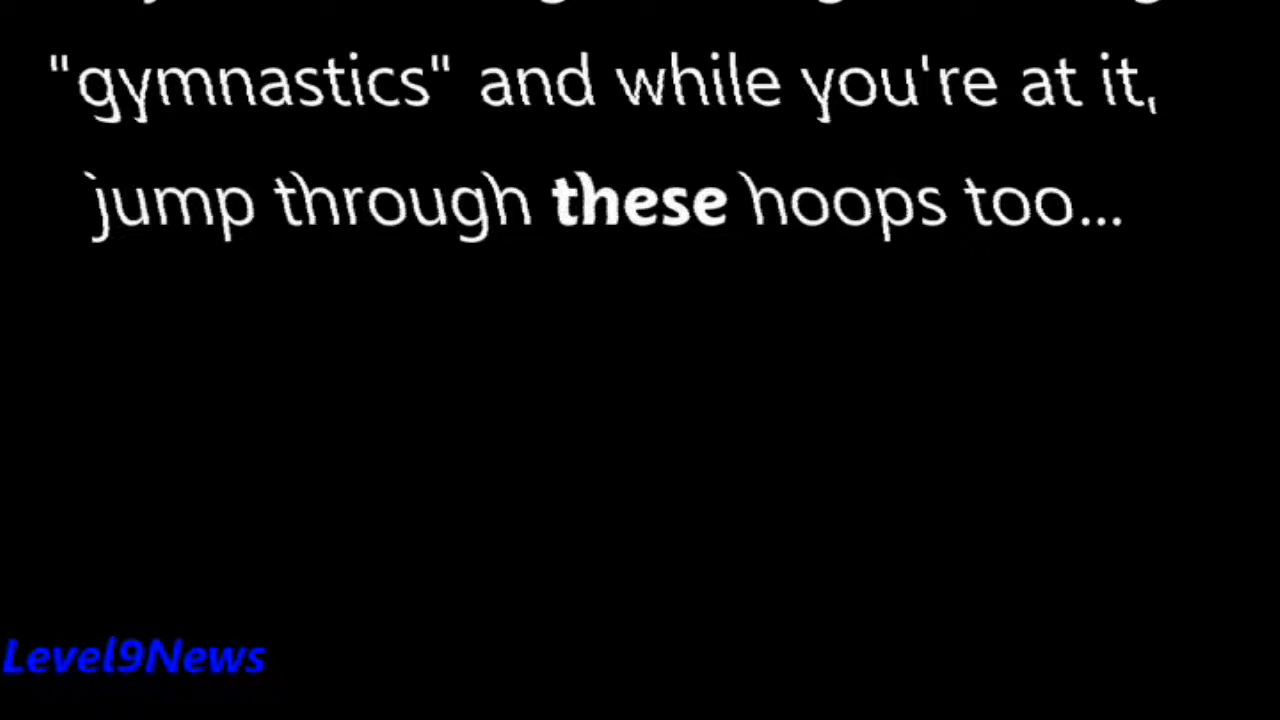 "gymnastics" and while you're at it,
jump through these hoops too...
Level9News